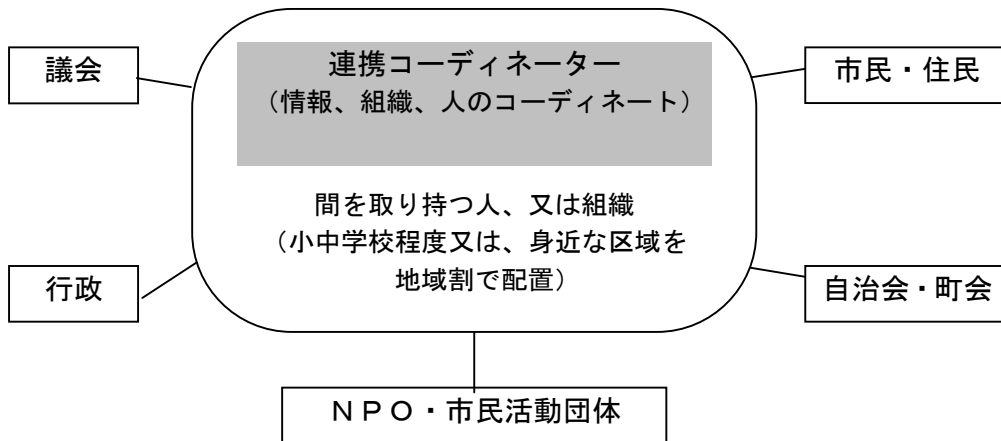 議会
連携コーディネーター
（情報、組織、人のコーディネート）
市民・住民
間を取り持つ人、又は組織
（小中学校程度又は、身近な区域を
地域割で配置）
行政
自治会・町会
ＮＰＯ・市民活動団体